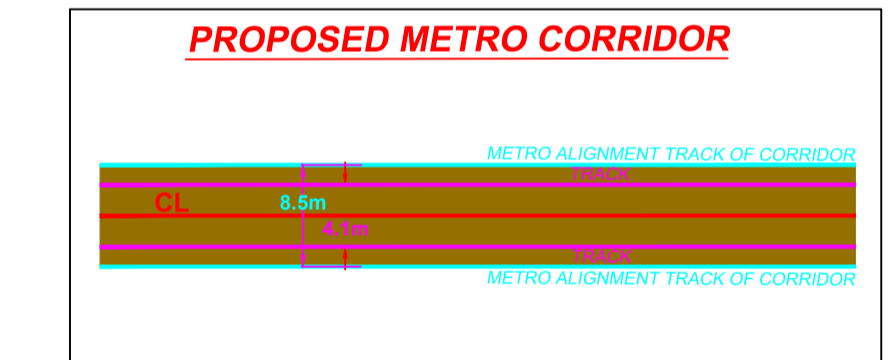 PROPOSED METRO CORRIDOR
METRO ALIGNMENT TRACK OF CORRIDOR
TRACK
CL
8.5m
4.1m
TRACK
METRO ALIGNMENT TRACK OF CORRIDOR